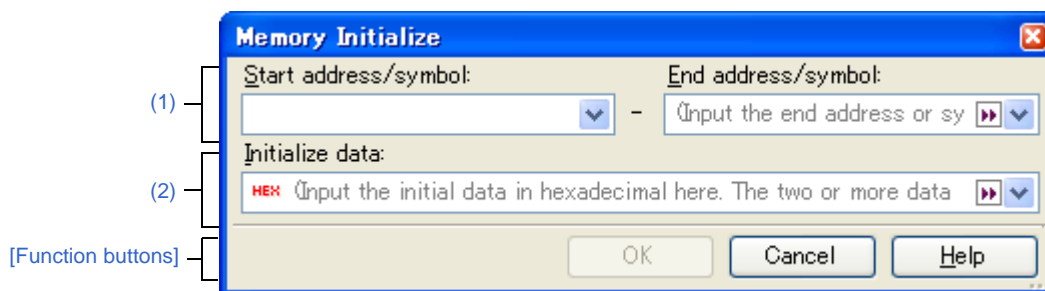 Memory Initialize
Start address/symbol: End address/symbol:
(1)
- (Input the end address or sy
Initialize data:
(2) HEX (Input the initial data in hexadecimal here. The two or more data
[Function buttons] OK Cancel Help